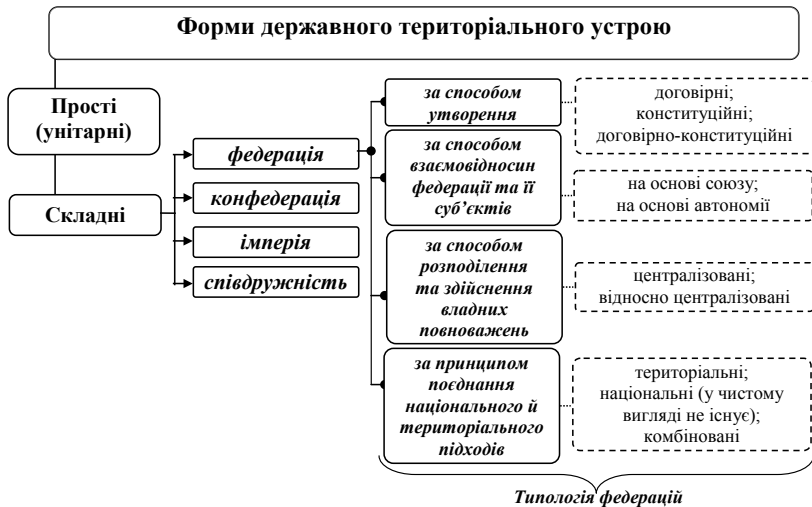 Форми державного територіального устрою
Прості
(унітарні)
Складні
федерація
конфедерація
імперія
співдружність
за способом
утворення
договірні;
конституційні;
договірно-конституційні
за способом
взаємовідносин
федерації та її
суб’єктів
на основі союзу;
на основі автономії
за способом
розподілення
та здійснення
владних
повноважень
централізовані;
відносно централізовані
за принципом
поєднання
національного й
територіального
підходів
територіальні;
національні (у чистому
вигляді не існує);
комбіновані
Типологія федерацій